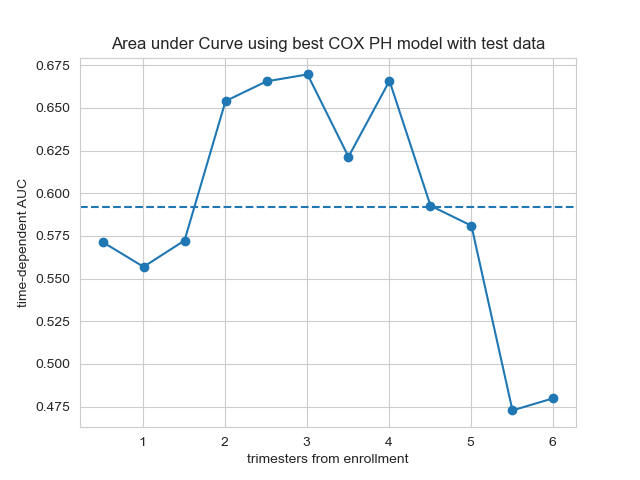 Area under Curve using best COX PH model with test data
time-dependent AUC
0.675
0.650
0.625
0.600
0.575
0.550
0.525
0.500
0.475
1 2 3 4 5 6
trimesters from enrollment